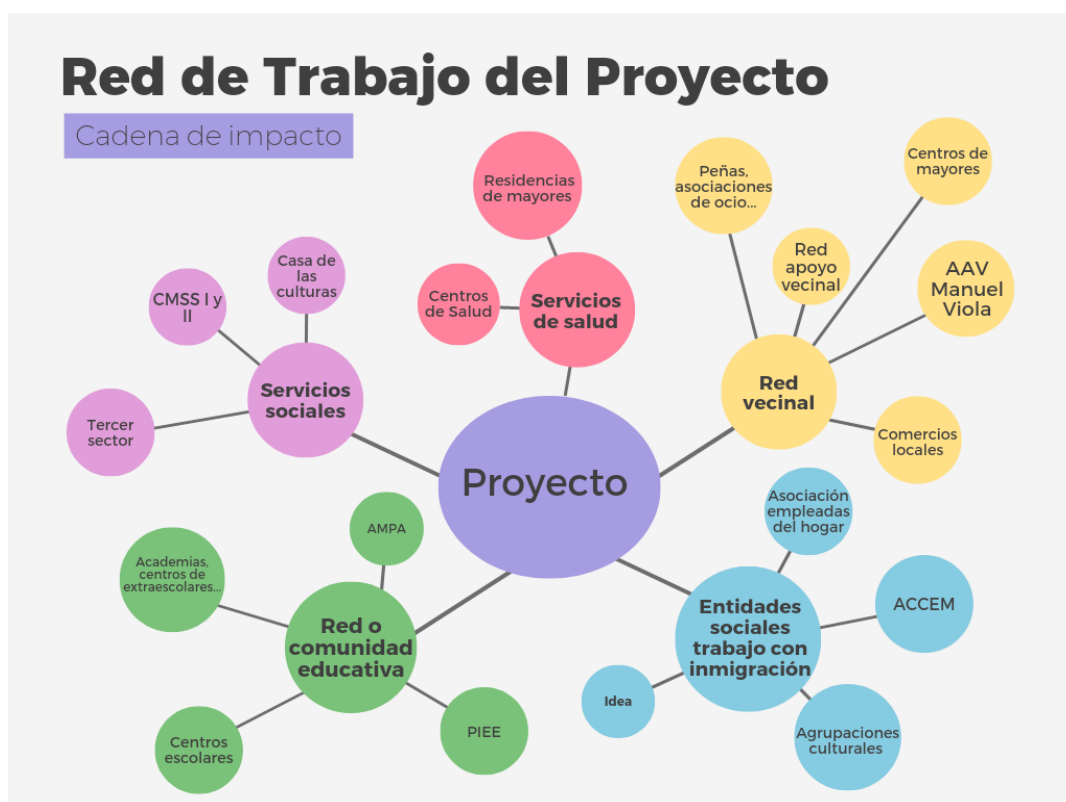 Red de Trabajo del Proyecto
Cadena de impacto
Residencias
de mayores
Centros
de Salud
Servicios
de salud
Peñas,
asociaciones
de ocio...
Centros de
mayores
Red
apoyo
vecinal
AAV
Manuel
Viola
Red
vecinal
Comercios
locales
Casa de
las
culturas
CMSS I y
II
Servicios
sociales
Tercer
sector
Proyecto
AMPA
Academias,
centros de
extraescolares...
Red o
comunidad
educativa
Centros
escolares
PIEE
Asociación
empleadas
del hogar
Entidades
sociales
trabajo con
inmigración
ACCEM
Idea
Agrupaciones
culturales